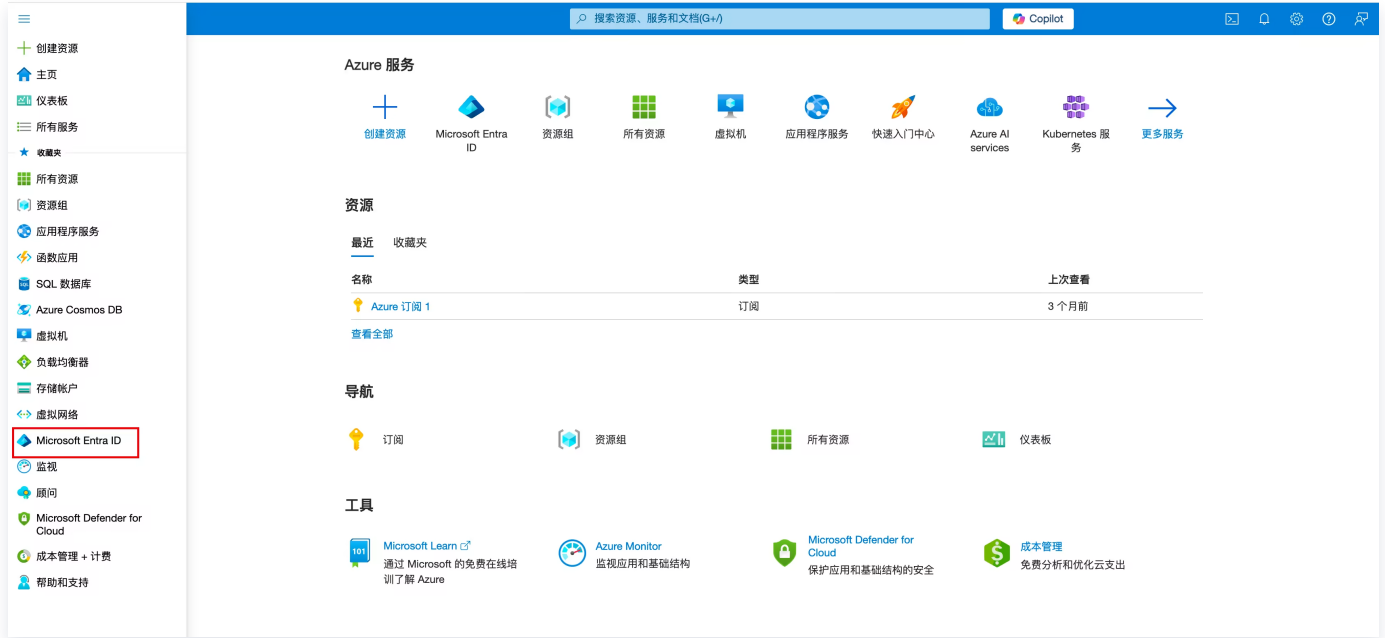 搜索资源、服务和文档(G+/)
Copilot
创建资源
主页
仪表板
所有服务
收藏夹
所有资源
资源组
应用程序服务
函数应用
SQL 数据库
Azure Cosmos DB
虚拟机
负载均衡器
存储帐户
虚拟网络
Microsoft Entra ID
监视
顾问
Microsoft Defender for
Cloud
成本管理 + 计费
帮助和支持
Azure 服务
创建资源
Microsoft Entra
ID
资源组
所有资源
虚拟机
应用程序服务
快速入门中心
Azure AI
services
Kubernetes 服
务
更多服务
资源
最近 收藏夹
名称 类型 上次查看
Azure 订阅 1 订阅 3 个月前
查看全部
导航
订阅 资源组 所有资源 仪表板
工具
101
Microsoft Learn
通过 Microsoft 的免费在线培
训了解 Azure
Azure Monitor
监视应用和基础结构
Microsoft Defender for
Cloud
保护应用和基础结构的安全
成本管理
免费分析和优化云支出